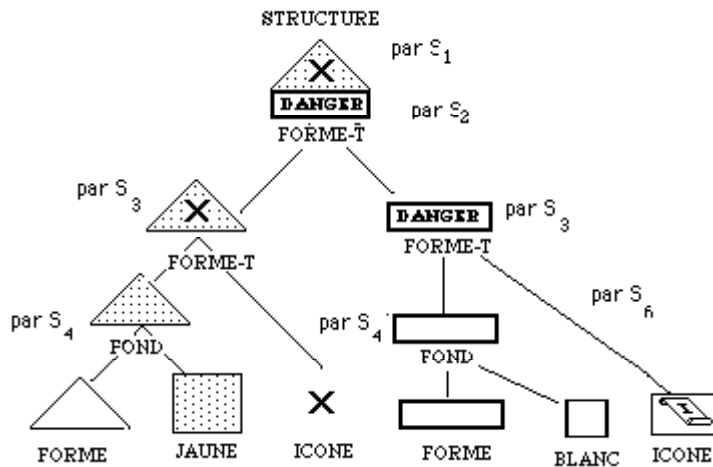 STRUCTURE
par S1
DANGER
par S2
FORME-T
par S3
DANGER
par S3
FORME-T
FORME-T
par S4
par S4
par S6
FOND
FOND
FORME
JAUNE
ICONE
FORME
BLANC
ICONE